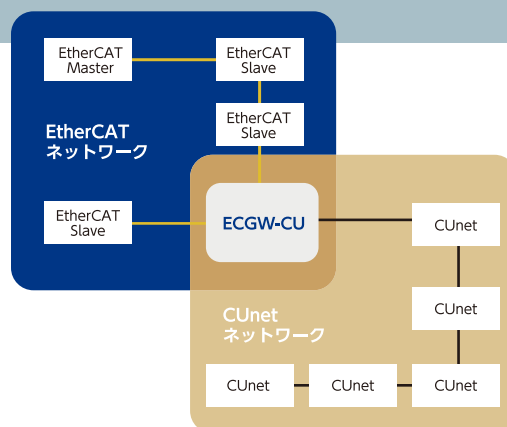 EtherCAT
Master
EtherCAT
Slave
EtherCAT
Slave
EtherCAT
ネットワーク
EtherCAT
Slave
ECGW-CU
CUnet
CUnet
CUnet
ネットワーク
CUnet
CUnet
CUnet